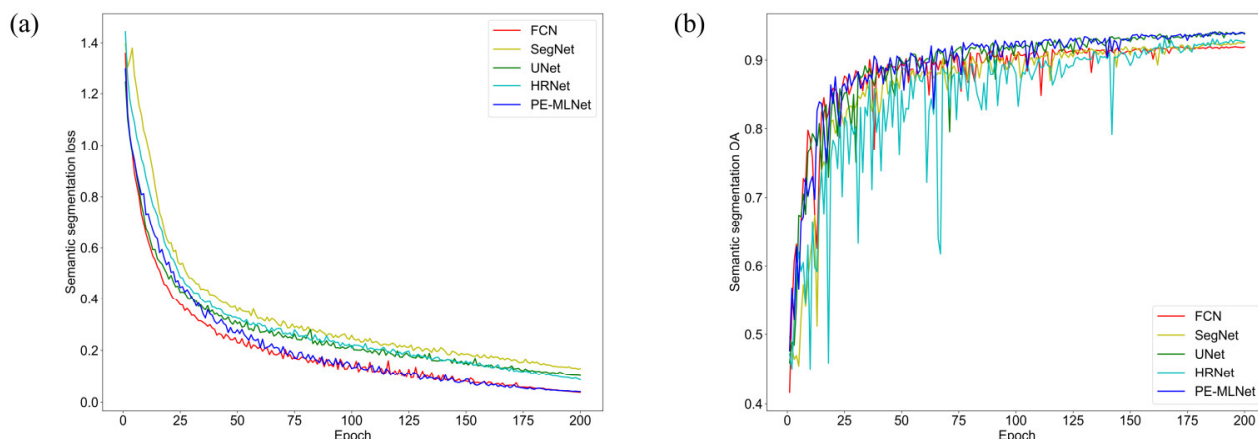 (a)
Semantic segmentation loss
1.4
1.2
1.0
0.8
0.6
0.4
0.2
0.0
0
25
50
75
100
125
150
175
200
Epoch
FCN
SegNet
UNet
HRNet
PE-MLNet
(b)
Semantic segmentation OA
0.9
0.8
0.7
0.6
0.5
0.4
0
25
50
75
100
125
150
175
200
Epoch
FCN
SegNet
UNet
HRNet
PE-MLNet